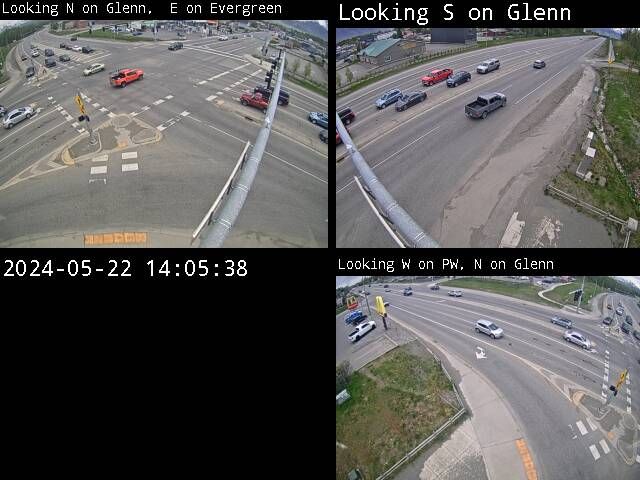 Looking N on Glenn,  E on Evergreen
Looking S on Glenn
2024-05-22 14:05:38
Looking W on PW, N on Glenn